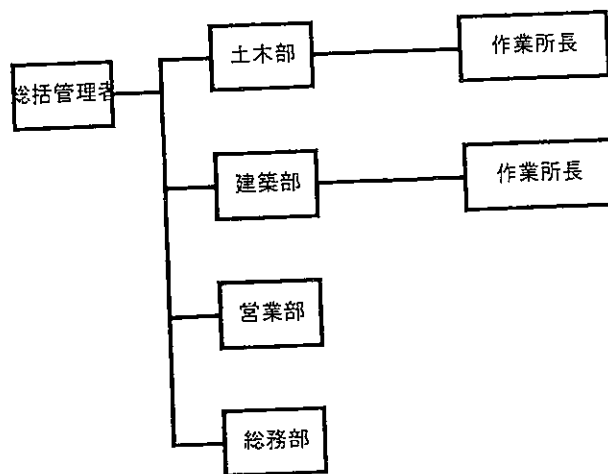 土木部
作業所長
総括管理者
建築部
作業所長
営業部
総務部